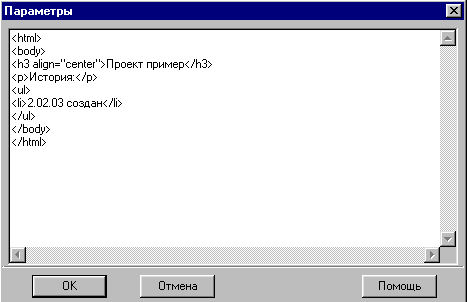 Параметры
<html>
<body>
<h3 align="center">Проект пример</h3>
<p>История:</p>
<ul>
<li>2.02.03 создан</li>
</ul>
</body>
</html>
OK Отмена Помощь